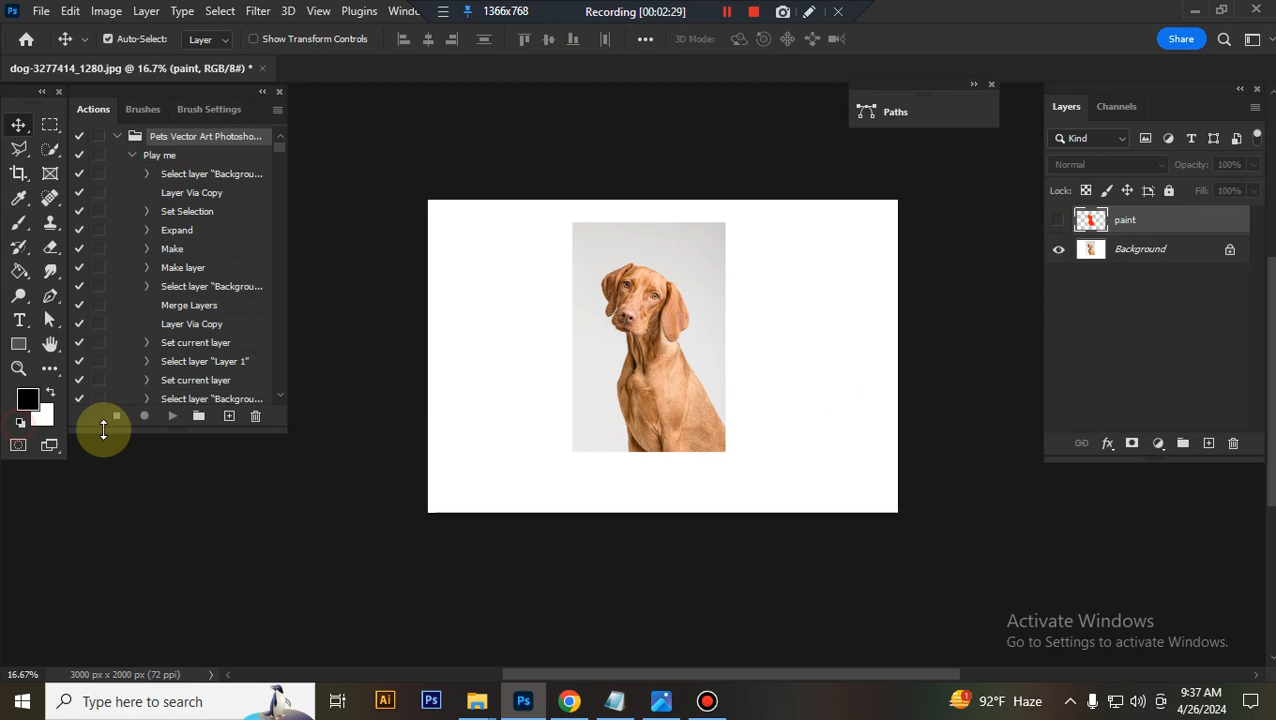 Ps File Edit Image Layer Type Select Filter 3D View Plugins Windo 1366x768 Recording [00:02:29]
Auto-Select: Layer Show Transform Controls 3D Mode: Share
dog-3277414_1280.jpg @ 16.7% (paint, RGB/8#) *
Actions Brushes Brush Settings
Paths
Layers Channels
Pets Vector Art Photosho...
Play me
Select layer "Backgrou...
Layer Via Copy
Set Selection
Expand
Make
Make layer
Select layer "Backgrou...
Merge Layers
Layer Via Copy
Set current layer
Select layer "Layer 1"
Set current layer
Select layer "Backgrou...
Kind
Normal Opacity: 100%
Lock: Fill: 100%
paint
Background
Activate Windows
Go to Settings to activate Windows.
16.67% 3000 px x 2000 px (72 ppi)
Type here to search Ai Ps Ps 92°F Haze 9:37 AM
4/26/2024